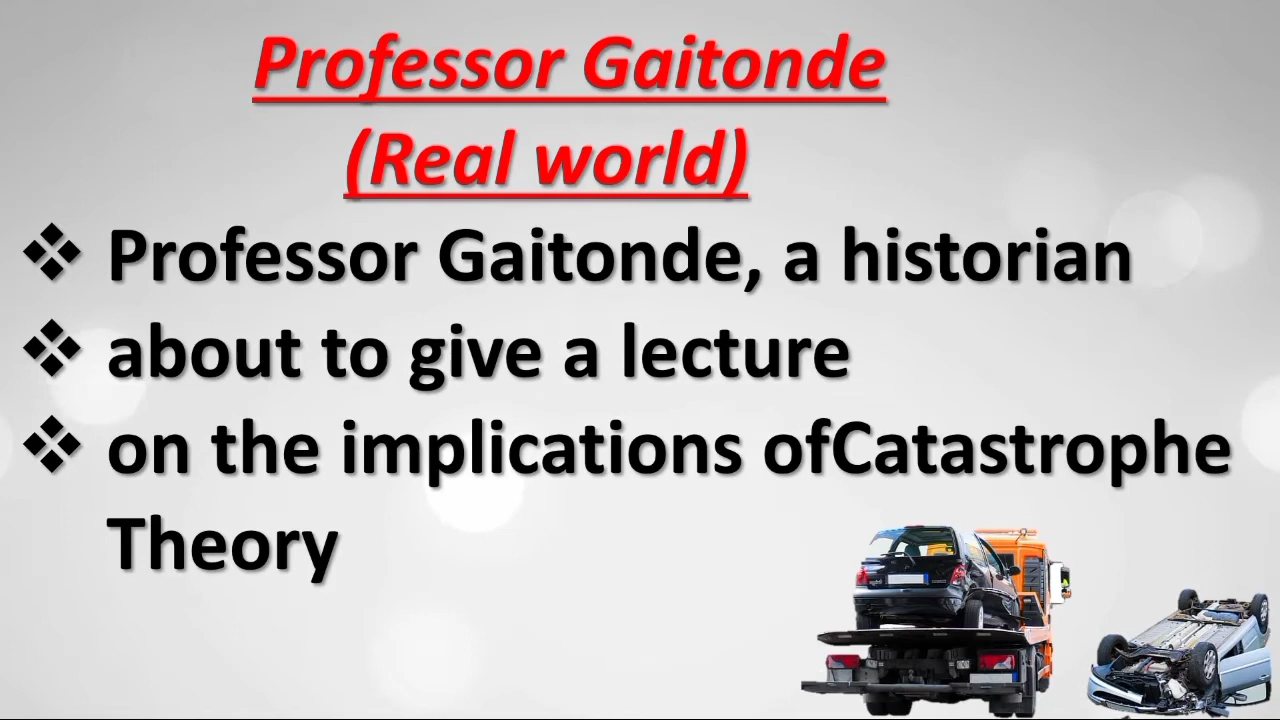 Professor Gaitonde
(Real world)
❖ Professor Gaitonde, a historian
❖ about to give a lecture
❖ on the implications ofCatastrophe
Theory